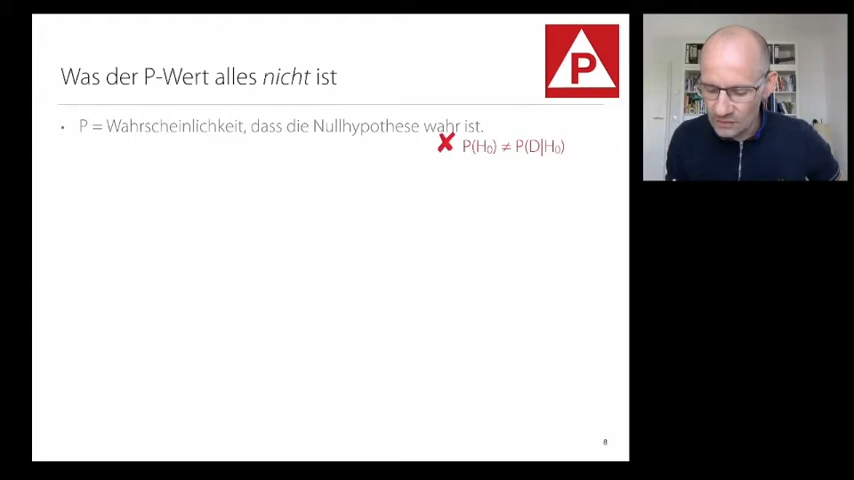 Was der P-Wert alles nicht ist
P
• P = Wahrscheinlichkeit, dass die Nullhypothese wahr ist.
✘ P(H₀) ≠ P(D|H₀)
8